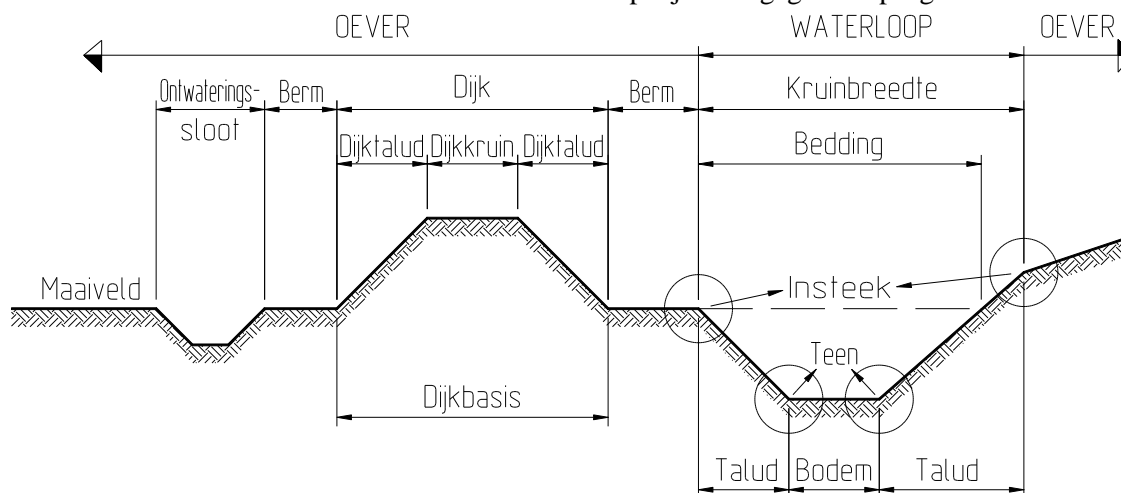 OEVER WATERLOOP OEVER
Ontwaterings-
sloot
Berm Dijk Berm Kruinbreedte
Dijktalud Dijkkruin Dijktalud Bedding
Maaiveld
Insteek
Teen
Dijkbasis
Talud Bodem Talud